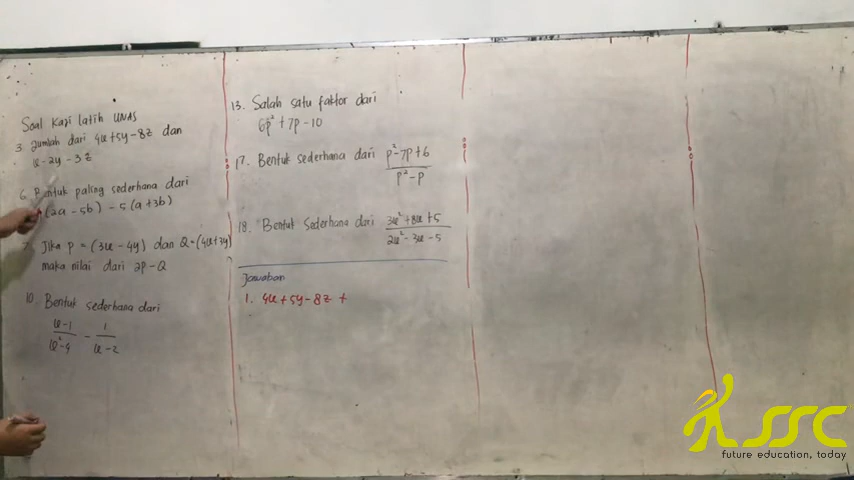 Soal Kaji latih UNAS
3. Jumlah dari 4x+5y-8z dan
x-2y-3z
6. Bentuk paling sederhana dari
(2a-5b) - 5(a+3b)
7. Jika P = (3x-4y) dan Q = (4x+3y)
maka nilai dari 2P-Q
10. Bentuk sederhana dari
x-1 / x²-4 - 1 / x-2
13. Salah satu faktor dari
6p² + 7p - 10
17. Bentuk sederhana dari p²-7p+6 / p²-p
18. Bentuk Sederhana dari 3x²+8x+5 / 2x²-3x-5
Jawaban
1. 4x+5y-8z +
SSC
future education, today